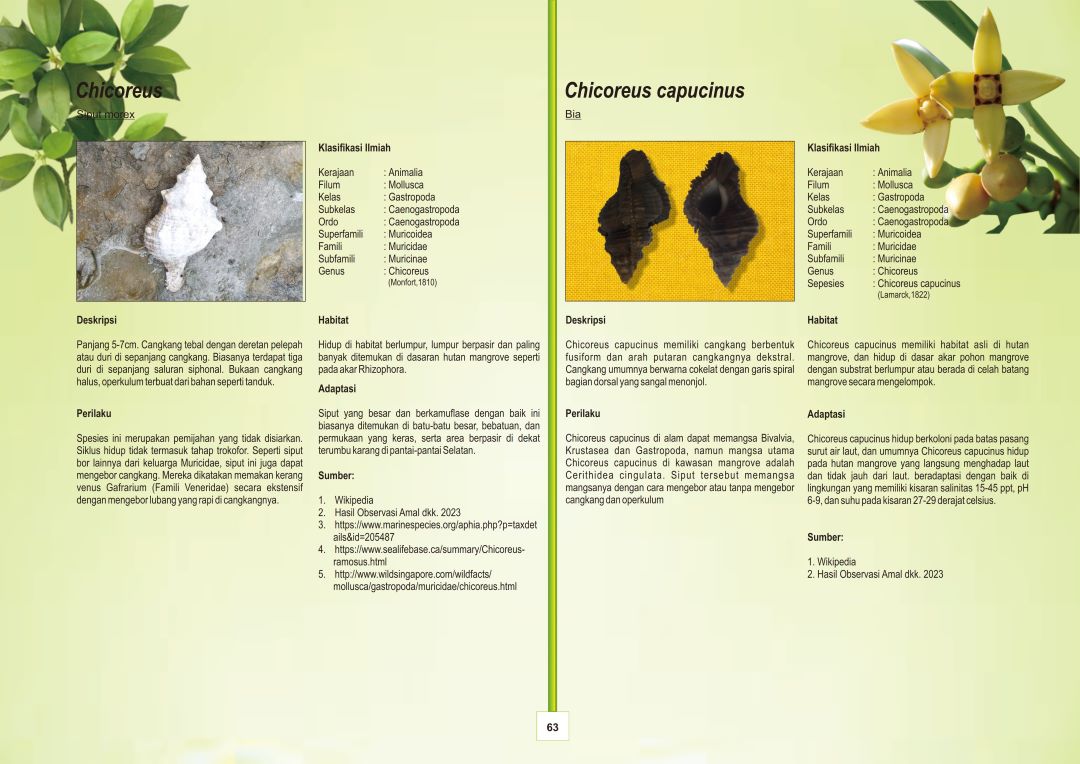 Chicoreus
Siput morex
Klasifikasi Ilmiah
Kerajaan : Animalia
Filum : Mollusca
Kelas : Gastropoda
Subkelas : Caenogastropoda
Ordo : Caenogastropoda
Superfamili : Muricoidea
Famili : Muricidae
Subfamili : Muricinae
Genus : Chicoreus
(Monfort,1810)
Deskripsi
Panjang 5-7cm. Cangkang tebal dengan deretan pelepah
atau duri di sepanjang cangkang. Biasanya terdapat tiga
duri di sepanjang saluran siphonal. Bukaan cangkang
halus, operkulum terbuat dari bahan seperti tanduk.
Perilaku
Spesies ini merupakan pemijahan yang tidak disiarkan.
Siklus hidup tidak termasuk tahap trokofor. Seperti siput
bor lainnya dari keluarga Muricidae, siput ini juga dapat
mengebor cangkang. Mereka dikatakan memakan kerang
venus Gafrarium (Famili Veneridae) secara ekstensif
dengan mengebor lubang yang rapi di cangkangnya.
Habitat
Hidup di habitat berlumpur, lumpur berpasir dan paling
banyak ditemukan di dasaran hutan mangrove seperti
pada akar Rhizophora.
Adaptasi
Siput yang besar dan berkamuflase dengan baik ini
biasanya ditemukan di batu-batu besar, bebatuan, dan
permukaan yang keras, serta area berpasir di dekat
terumbu karang di pantai-pantai Selatan.
Sumber:
1. Wikipedia
2. Hasil Observasi Amal dkk. 2023
3. https://www.marinespecies.org/aphia.php?p=taxdet
ails&id=205487
4. https://www.sealifebase.ca/summary/Chicoreus-
ramosus.html
5. http://www.wildsingapore.com/wildfacts/
mollusca/gastropoda/muricidae/chicoreus.html
Chicoreus capucinus
Bia
Klasifikasi Ilmiah
Kerajaan : Animalia
Filum : Mollusca
Kelas : Gastropoda
Subkelas : Caenogastropoda
Ordo : Caenogastropoda
Superfamili : Muricoidea
Famili : Muricidae
Subfamili : Muricinae
Genus : Chicoreus
Sepesies : Chicoreus capucinus
(Lamarck,1822)
Deskripsi
Chicoreus capucinus memiliki cangkang berbentuk
fusiform dan arah putaran cangkangnya dekstral.
Cangkang umumnya berwarna cokelat dengan garis spiral
bagian dorsal yang sangal menonjol.
Perilaku
Chicoreus capucinus di alam dapat memangsa Bivalvia,
Krustasea dan Gastropoda, namun mangsa utama
Chicoreus capucinus di kawasan mangrove adalah
Cerithidea cingulata. Siput tersebut memangsa
mangsanya dengan cara mengebor atau tanpa mengebor
cangkang dan operkulum
Habitat
Chicoreus capucinus memiliki habitat asli di hutan
mangrove, dan hidup di dasar akar pohon mangrove
dengan substrat berlumpur atau berada di celah batang
mangrove secara mengelompok.
Adaptasi
Chicoreus capucinus hidup berkoloni pada batas pasang
surut air laut, dan umumnya Chicoreus capucinus hidup
pada hutan mangrove yang langsung menghadap laut
dan tidak jauh dari laut. beradaptasi dengan baik di
lingkungan yang memiliki kisaran salinitas 15-45 ppt, pH
6-9, dan suhu pada kisaran 27-29 derajat celsius.
Sumber:
1. Wikipedia
2. Hasil Observasi Amal dkk. 2023
63